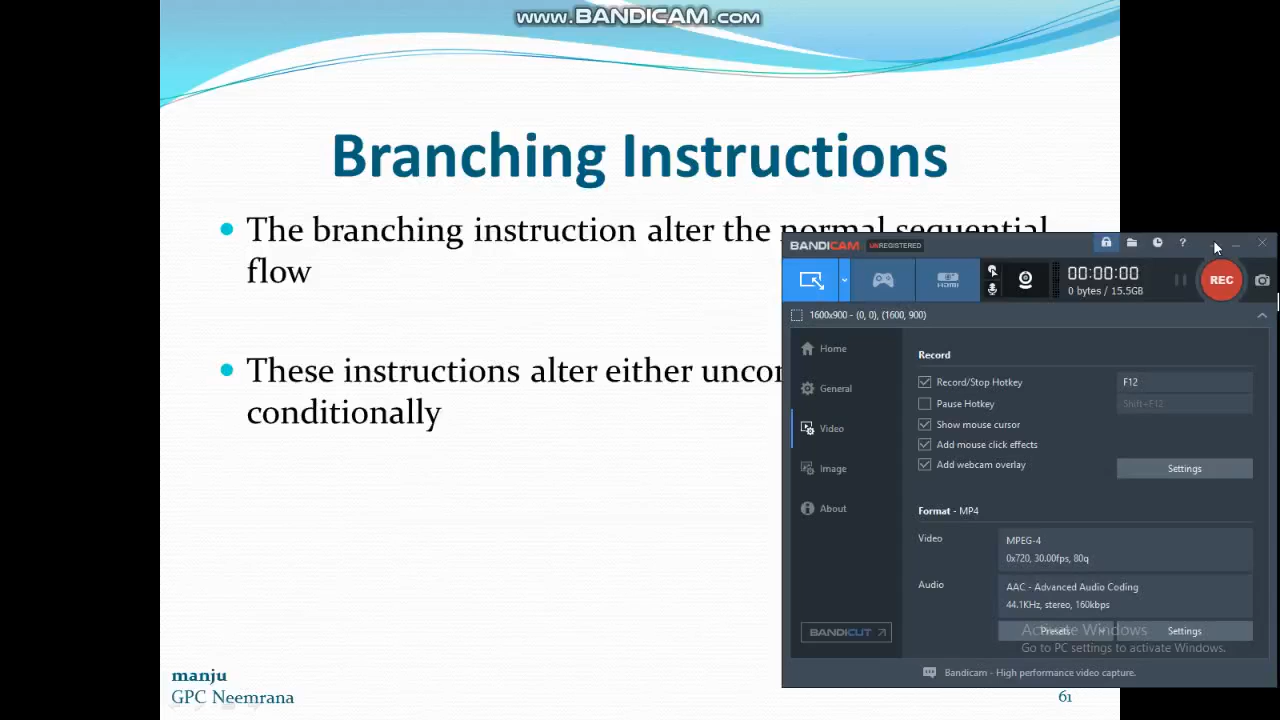 www.BANDICAM.com
Branching Instructions
The branching instruction alter the normal sequential
flow
These instructions alter either
conditionally
manju
GPC Neemrana
61
BANDICAM UNREGISTERED
?
00:00:00
0 bytes / 15.5GB
REC
HDMI
1600x900 - (0, 0), (1600, 900)
Home
General
Video
Image
About
BANDICUT
Record
Record/Stop Hotkey F12
Pause Hotkey Shift+F12
Show mouse cursor
Add mouse click effects
Add webcam overlay Settings
Format - MP4
Video MPEG-4
0x720, 30.00fps, 80q
Audio AAC - Advanced Audio Coding
44.1KHz, stereo, 160kbps
Presets Settings
Activate Windows
Go to PC settings to activate Windows.
Bandicam - High performance video capture.